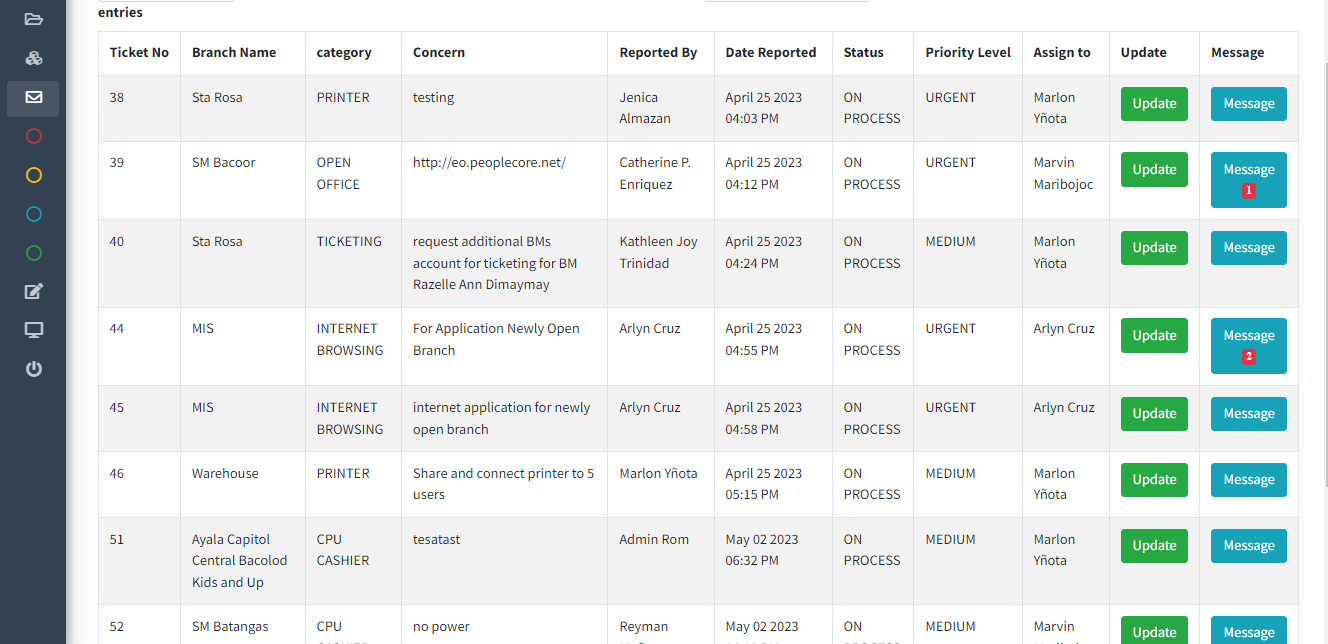 entries
Ticket No Branch Name category Concern Reported By Date Reported Status Priority Level Assign to Update Message
38 Sta Rosa PRINTER testing Jenica April 25 2023 ON URGENT Marlon Update Message
Almazan 04:03 PM PROCESS Yñota
39 SM Bacoor OPEN http://eo.peoplecore.net/ Catherine P. April 25 2023 ON URGENT Marvin Update Message
OFFICE Enriquez 04:12 PM PROCESS Maribojoc 1
40 Sta Rosa TICKETING request additional BMs Kathleen Joy April 25 2023 ON MEDIUM Marlon Update Message
account for ticketing for BM Trinidad 04:24 PM PROCESS Yñota
Razelle Ann Dimaymay
44 MIS INTERNET For Application Newly Open Arlyn Cruz April 25 2023 ON URGENT Arlyn Cruz Update Message
BROWSING Branch 04:55 PM PROCESS 2
45 MIS INTERNET internet application for newly Arlyn Cruz April 25 2023 ON URGENT Arlyn Cruz Update Message
BROWSING open branch 04:58 PM PROCESS
46 Warehouse PRINTER Share and connect printer to 5 Marlon Yñota April 25 2023 ON MEDIUM Marlon Update Message
users 05:15 PM PROCESS Yñota
51 Ayala Capitol CPU tesatast Admin Rom May 02 2023 ON MEDIUM Marlon Update Message
Central Bacolod CASHIER 06:32 PM PROCESS Yñota
Kids and Up
52 SM Batangas CPU no power Reyman May 02 2023 ON MEDIUM Marvin Update Message